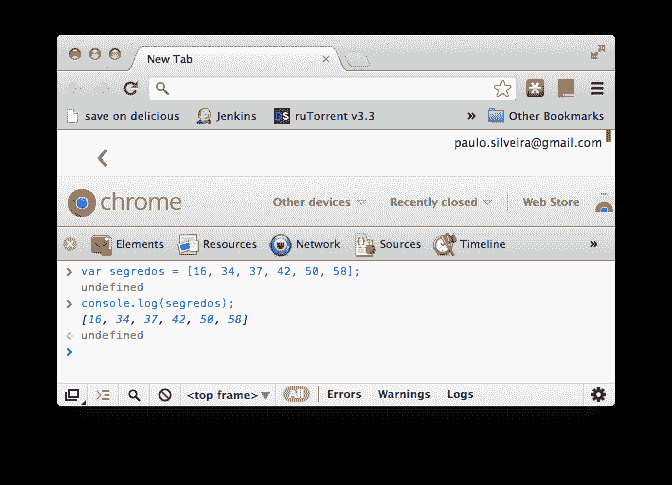 New Tab
save on delicious Jenkins ruTorrent v3.3 » Other Bookmarks
paulo.silveira@gmail.com
chrome Other devices Recently closed Web Store
Elements Resources Network Sources Timeline »
> var segredos = [16, 34, 37, 42, 50, 58];
undefined
> console.log(segredos);
[16, 34, 37, 42, 50, 58]
< undefined
>
<top frame> All Errors Warnings Logs